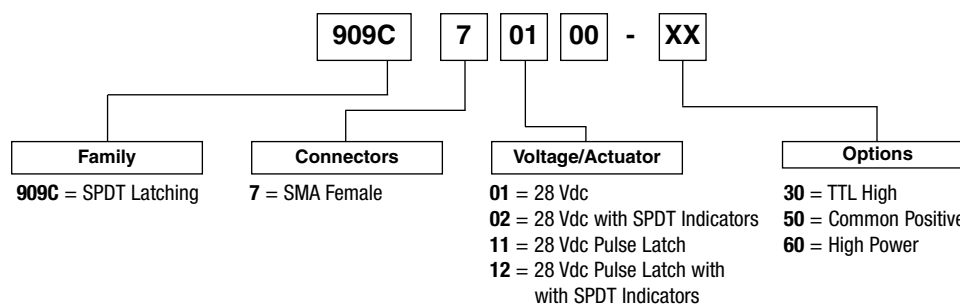 909C 7 01 00 - XX
Family
909C = SPDT Latching
Connectors
7 = SMA Female
Voltage/Actuator
01 = 28 Vdc
02 = 28 Vdc with SPDT Indicators
11 = 28 Vdc Pulse Latch
12 = 28 Vdc Pulse Latch with
with SPDT Indicators
Options
30 = TTL High
50 = Common Positive
60 = High Power